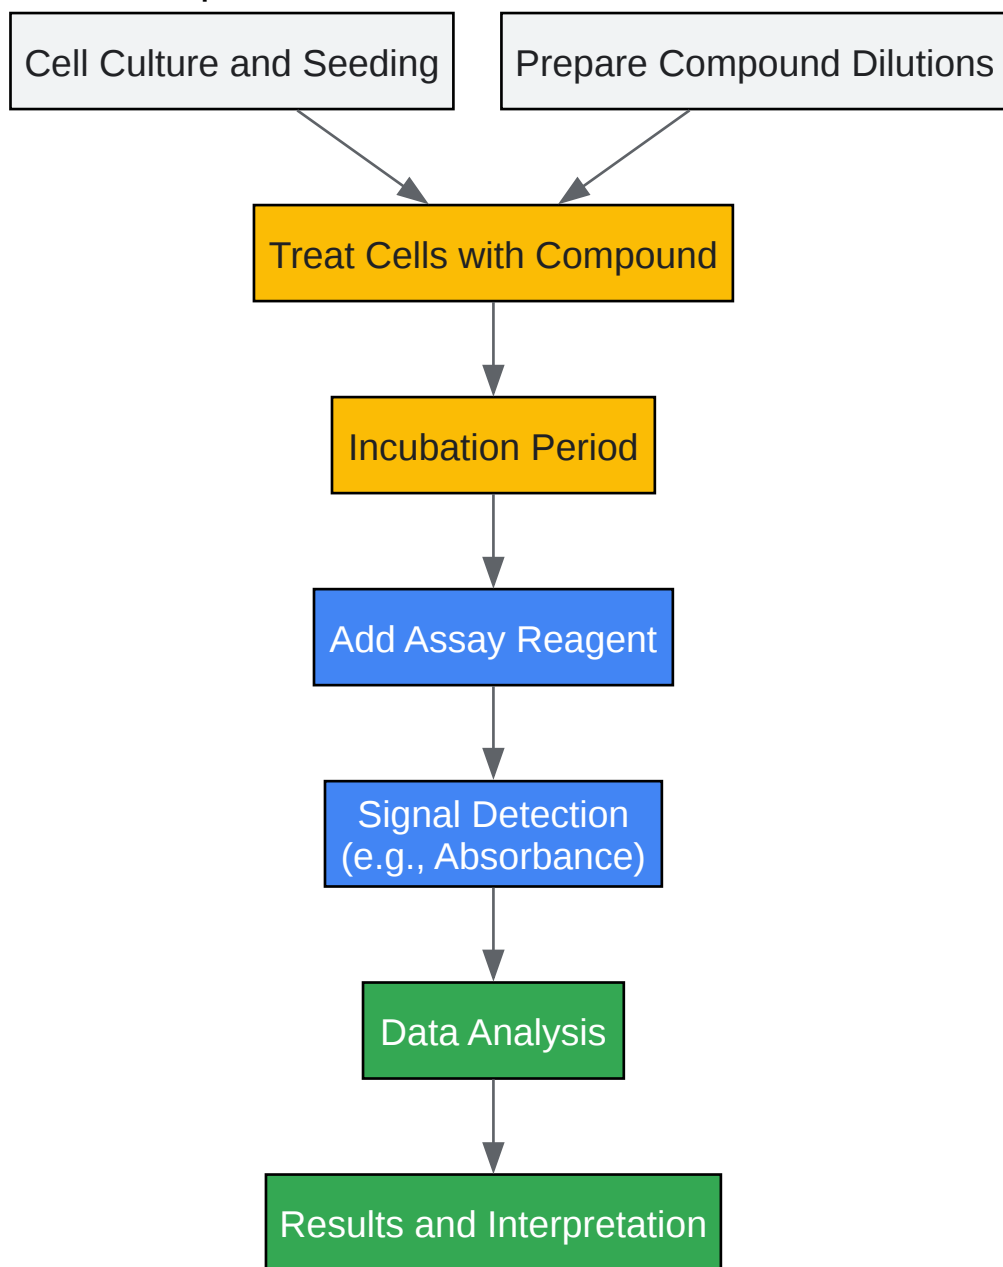 Cell Culture and Seeding
Prepare Compound Dilutions
Treat Cells with Compound
Incubation Period
Add Assay Reagent
Signal Detection
(e.g., Absorbance)
Data Analysis
Results and Interpretation